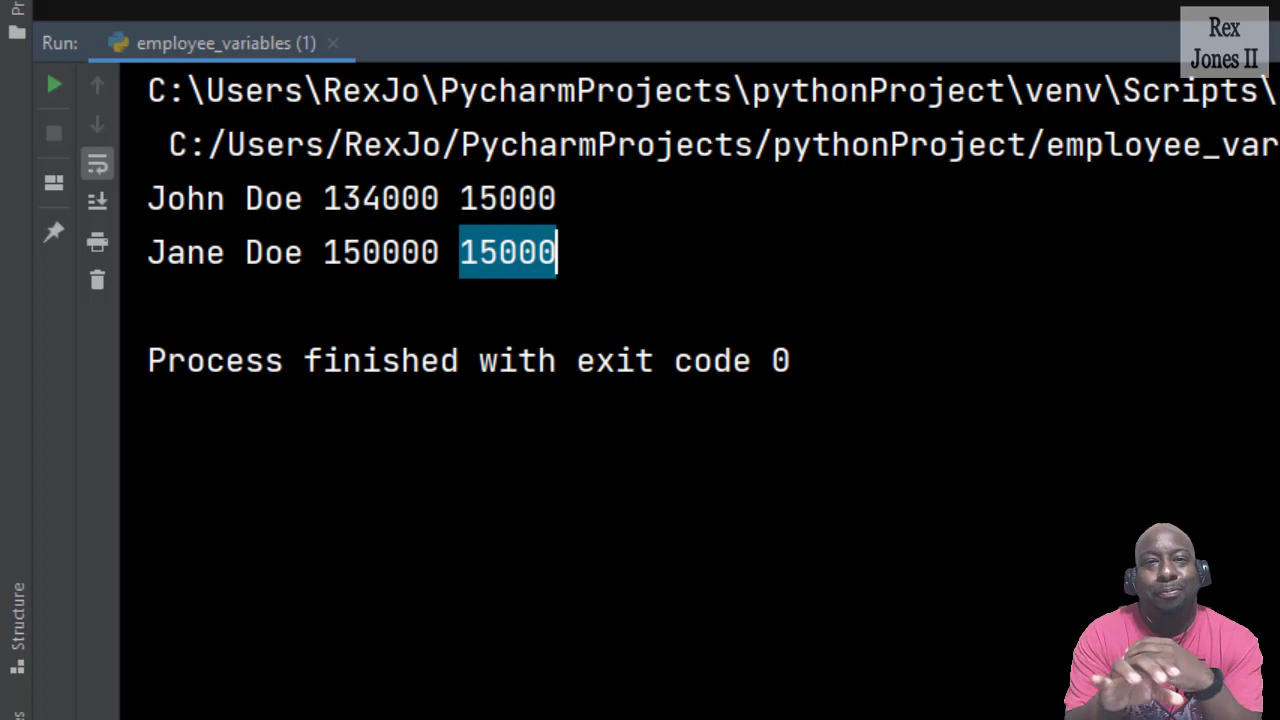 Pr
Rex
Jones II
Run: employee_variables (1)
C:\Users\RexJo\PycharmProjects\pythonProject\venv\Scripts\
C:/Users/RexJo/PycharmProjects/pythonProject/employee_var
John Doe 134000 15000
Jane Doe 150000 15000
Process finished with exit code 0
Structure